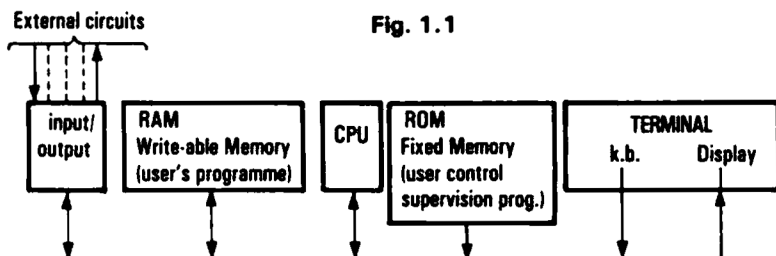 External circuits
Fig. 1.1
input/
output
RAM
Write-able Memory
(user's programme)
CPU
ROM
Fixed Memory
(user control
supervision prog.)
TERMINAL
k.b. Display